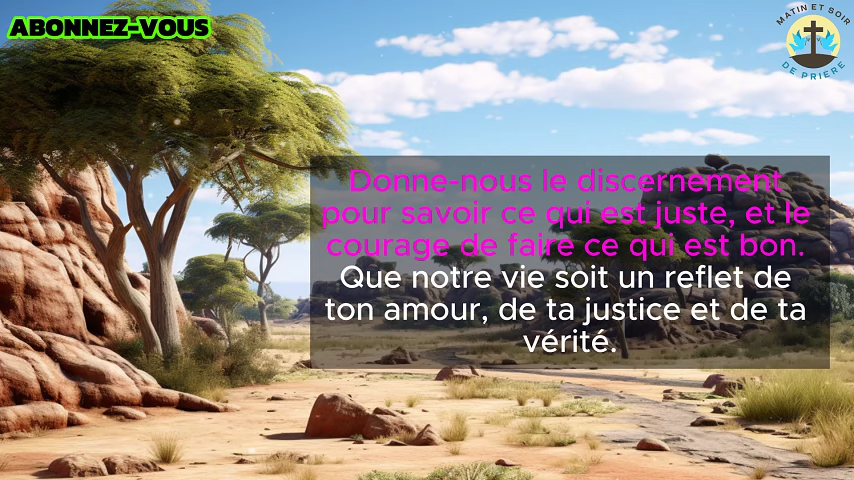 ABONNEZ-VOUS
MATIN ET SOIR
DE PRIERE
Donne-nous le discernement
pour savoir ce qui est juste, et le
courage de faire ce qui est bon.
Que notre vie soit un reflet de
ton amour, de ta justice et de ta
vérité.